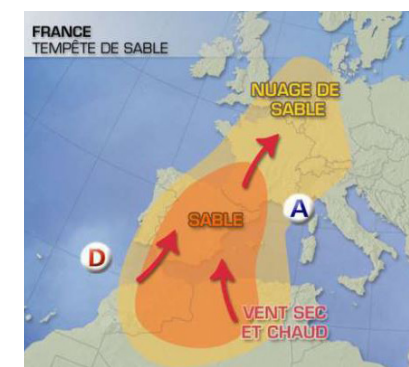 FRANCE
TEMPÊTE DE SABLE
NUAGE DE
SABLE
SABLE
A
D
VENT SEC
ET CHAUD